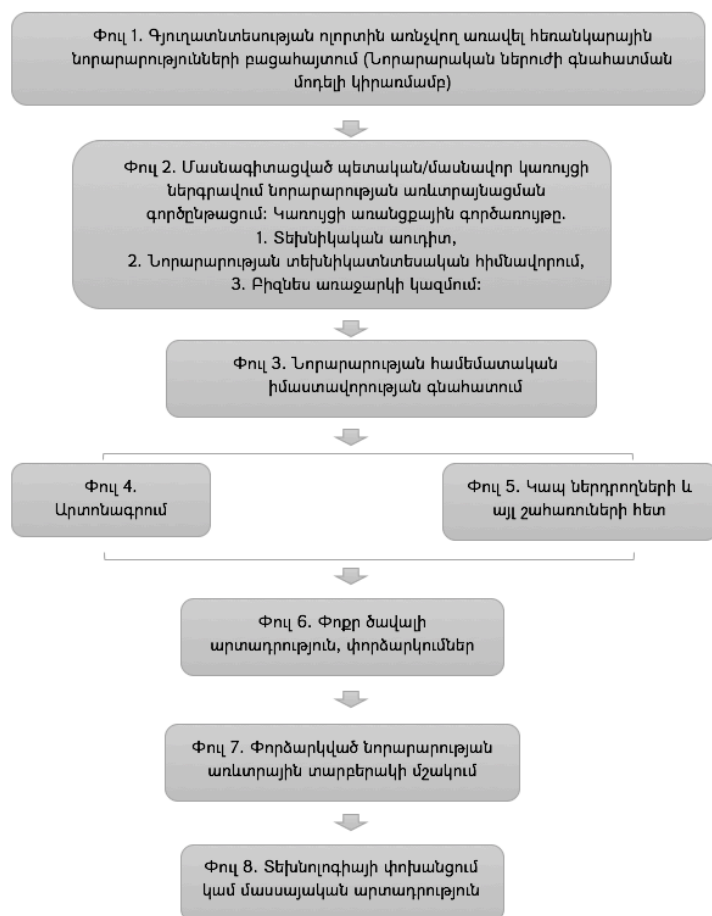 Փուլ 1. Գյուղատնտեսության ոլորտին առնչվող առավել հեռանկարային
նորարարությունների բացահայտում (Նորարարական ներուժի գնահատման
մոդելի կիրառմամբ)
Փուլ 2. Մասնագիտացված պետական/մասնավոր կառույցի
ներգրավում նորարարության առևտրայնացման
գործընթացում: Կառույցի առանցքային գործառույթը.
1. Տեխնիկական աուդիտ,
2. Նորարարության տեխնիկատնտեսական հիմնավորում,
3. Բիզնես առաջարկի կազմում:
Փուլ 3. Նորարարության համեմատական
իմաստավորության գնահատում
Փուլ 4.
Արտոնագրում
Փուլ 5. Կապ ներդրողների և
այլ շահառուների հետ
Փուլ 6. Փոքր ծավալի
արտադրություն, փորձարկումներ
Փուլ 7. Փորձարկված նորարարության
առևտրային տարբերակի մշակում
Փուլ 8. Տեխնոլոգիայի փոխանցում
կամ մասսայական արտադրություն